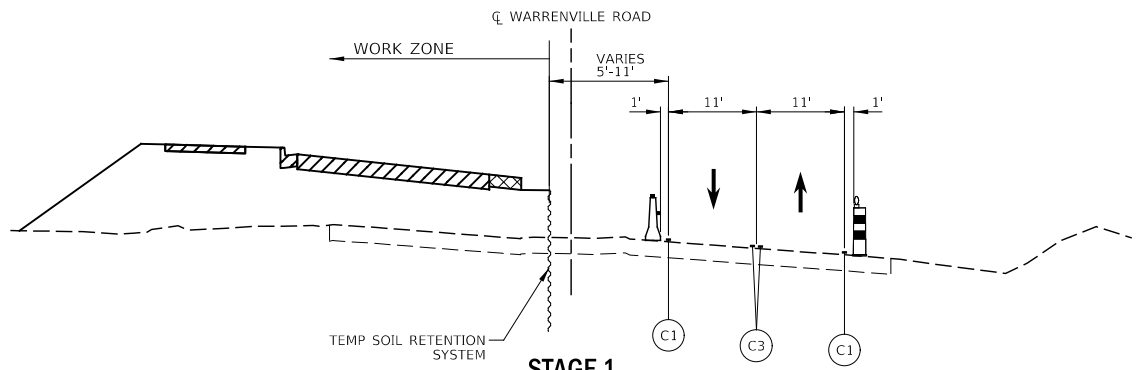 ℄ WARRENVILLE ROAD
WORK ZONE
VARIES
5'-11'
1'
11'
11'
1'
TEMP SOIL RETENTION
SYSTEM
C1
C3
C1
STAGE 1